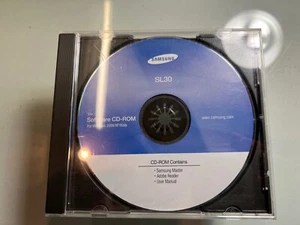 SAMSUNG
SL30
Software CD-ROM
www.samsung.com
CD-ROM Contains
• Samsung Master
• Adobe Reader
• User Manual